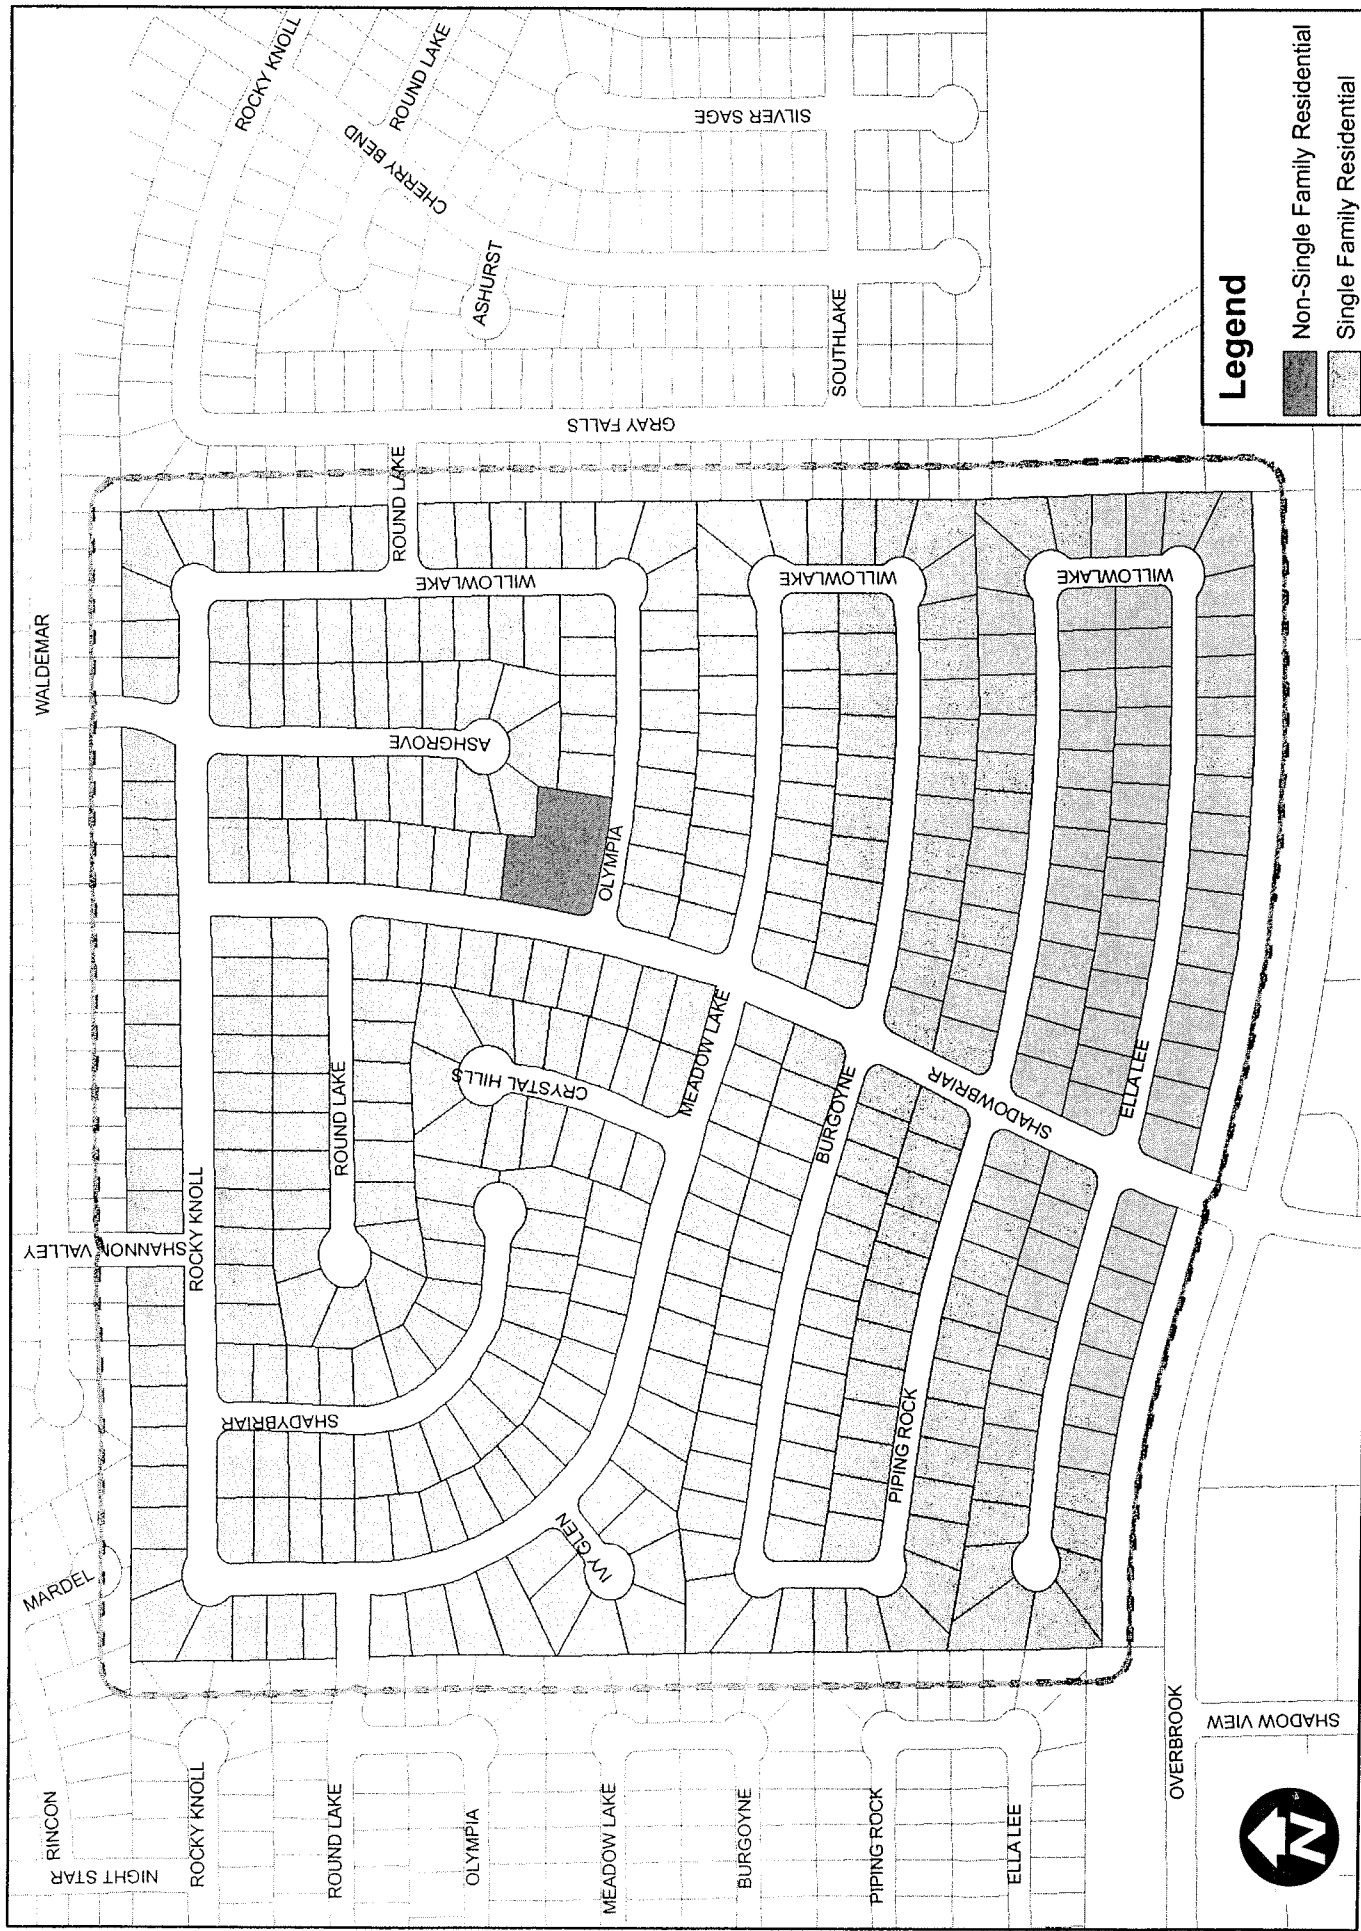 WALDEMAR
MARDEL
RINCON
NIGHT STAR
SHANNON VALLEY
ROCKY KNOLL
ROUND LAKE
CHERRY BEND
ASHURST
SILVER SAGE
SOUTHLAKE
GRAY FALLS
ROUND LAKE
WILLOWLAKE
WILLOWLAKE
WILLOWLAKE
ASHGROVE
OLYMPIA
ROCKY KNOLL
ROUND LAKE
CRYSTAL HILLS
MEADOW LAKE
BURGOYNE
SHADOWBRIAR
ELLA LEE
SHADYBRIAR
IVY GLEN
PIPING ROCK
ROCKY KNOLL
ROUND LAKE
OLYMPIA
MEADOW LAKE
BURGOYNE
PIPING ROCK
ELLA LEE
OVERBROOK
SHADOW VIEW
N
Legend
Non-Single Family Residential
Single Family Residential